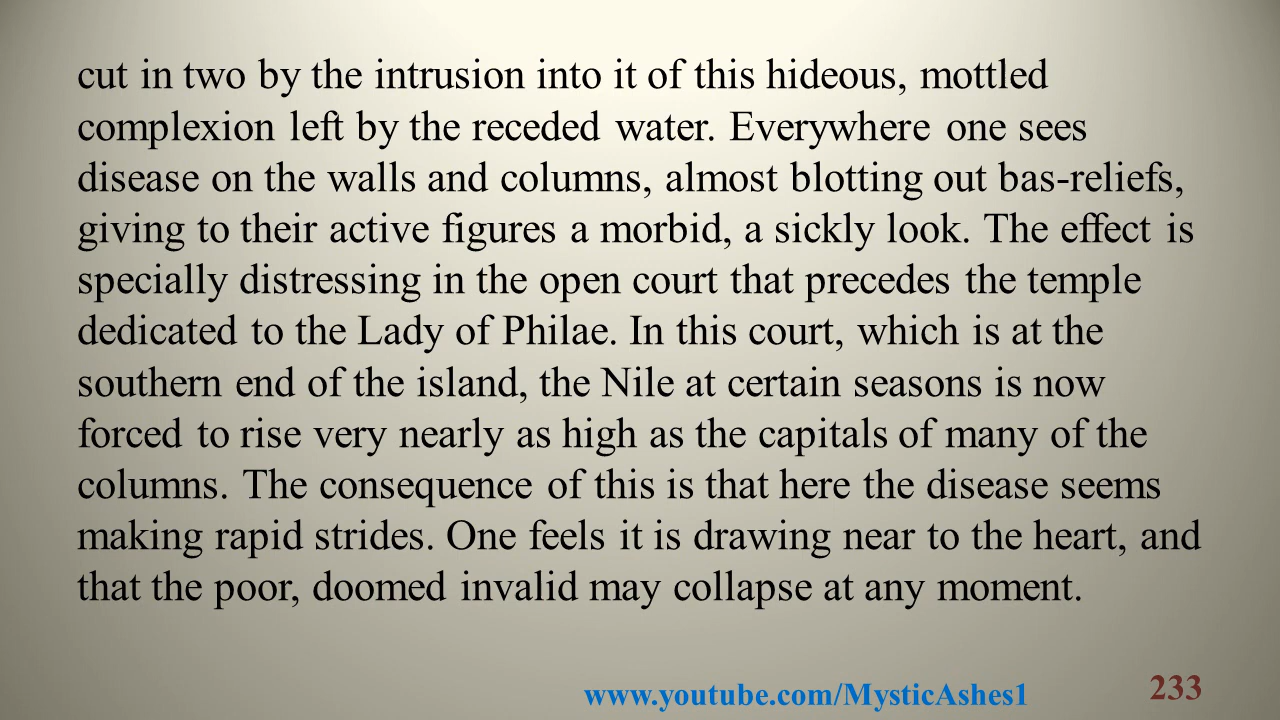 cut in two by the intrusion into it of this hideous, mottled
complexion left by the receded water. Everywhere one sees
disease on the walls and columns, almost blotting out bas-reliefs,
giving to their active figures a morbid, a sickly look. The effect is
specially distressing in the open court that precedes the temple
dedicated to the Lady of Philae. In this court, which is at the
southern end of the island, the Nile at certain seasons is now
forced to rise very nearly as high as the capitals of many of the
columns. The consequence of this is that here the disease seems
making rapid strides. One feels it is drawing near to the heart, and
that the poor, doomed invalid may collapse at any moment.
www.youtube.com/MysticAshes1
233